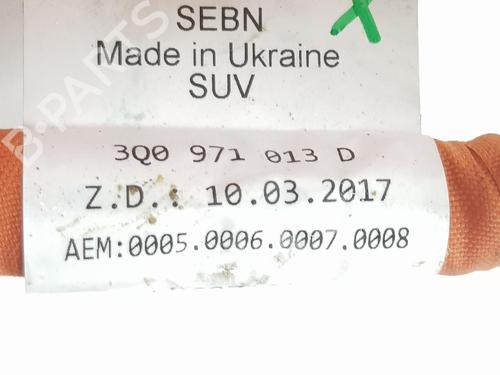 SEBN
Made in Ukraine
SUV
3Q0 971 013 D
Z.D.: 10.03.2017
AEM:0005.0006.0007.0008
B-PARTS